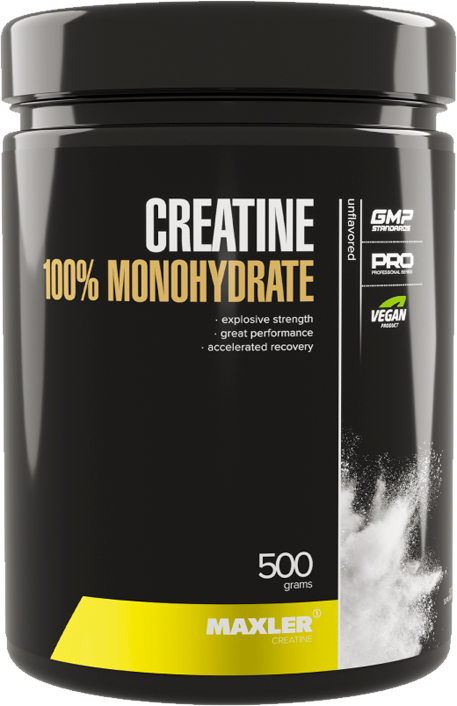 CREATINE
100% MONOHYDRATE
· explosive strength
· great performance
· accelerated recovery
unflavored
GMP
STANDARDS
PRO
PROFESSIONAL SERIES
VEGAN
PRODUCT
500
grams
MAXLER
CREATINE